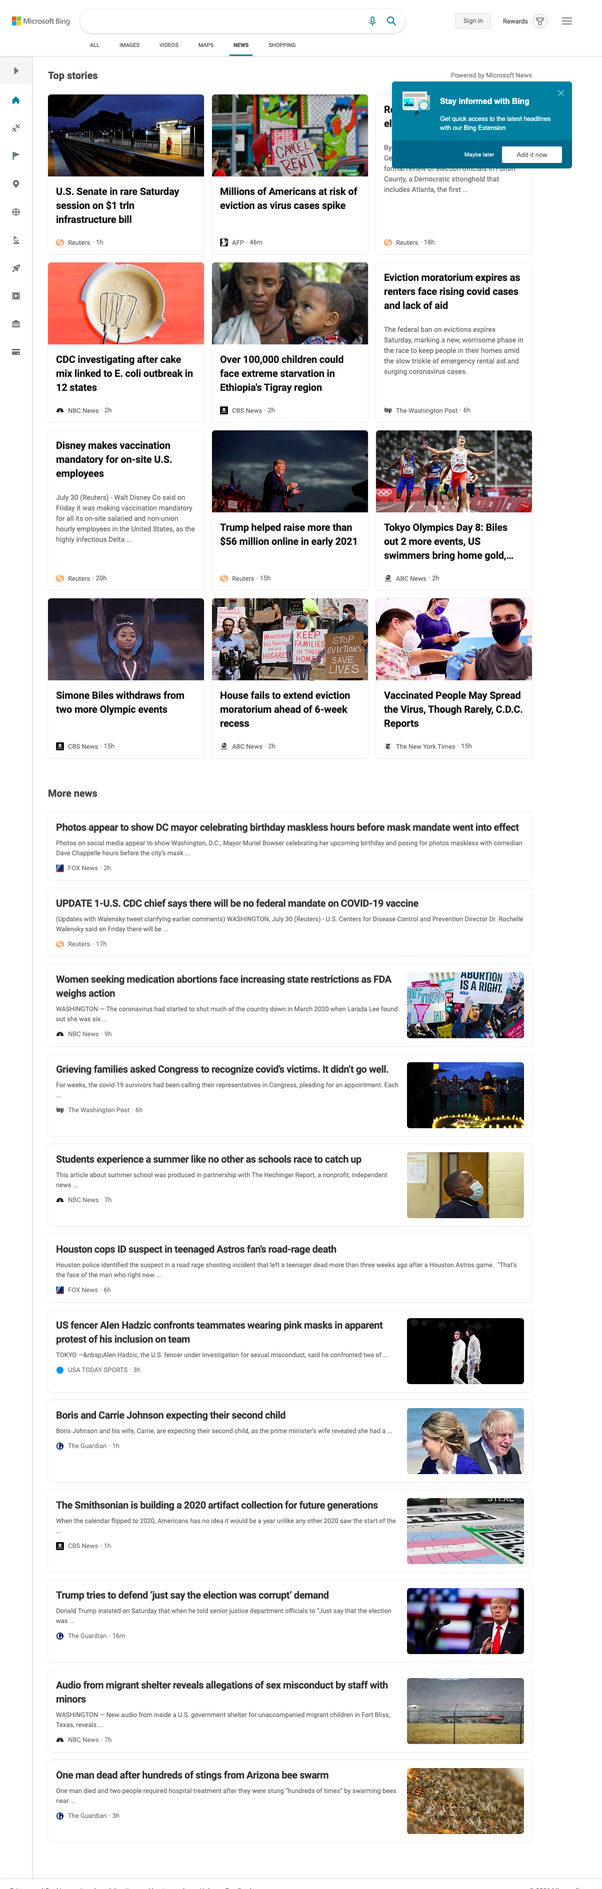 Microsoft Bing
Sign in
Rewards
ALL
IMAGES
VIDEOS
MAPS
NEWS
SHOPPING
Top stories
Powered by Microsoft News
Stay informed with Bing
Get quick access to the latest headlines
with our Bing Extension
Maybe later
Add it now
CANCEL
RENT
U.S. Senate in rare Saturday
session on $1 trln
infrastructure bill
Reuters · 1h
Millions of Americans at risk of
eviction as virus cases spike
AFP · 46m
County, a Democratic stronghold that
includes Atlanta, the first ...
Reuters · 18h
CDC investigating after cake
mix linked to E. coli outbreak in
12 states
NBC News · 2h
Over 100,000 children could
face extreme starvation in
Ethiopia's Tigray region
CBS News · 2h
Eviction moratorium expires as
renters face rising covid cases
and lack of aid
The federal ban on evictions expires
Saturday, marking a new, worrisome phase in
the race to keep people in their homes amid
the slow trickle of emergency rental aid and
surging coronavirus cases.
The Washington Post · 6h
Disney makes vaccination
mandatory for on-site U.S.
employees
July 30 (Reuters) - Walt Disney Co said on
Friday it was making vaccination mandatory
for all its on-site salaried and non-union
hourly employees in the United States, as the
highly infectious Delta ...
Reuters · 20h
Trump helped raise more than
$56 million online in early 2021
Reuters · 15h
Tokyo Olympics Day 8: Biles
out 2 more events, US
swimmers bring home gold,...
ABC News · 2h
Simone Biles withdraws from
two more Olympic events
CBS News · 15h
KEEP
FAMILIES
IN THEIR
HOMES
STOP
EVICTIONS
SAVE
LIVES
House fails to extend eviction
moratorium ahead of 6-week
recess
ABC News · 2h
Vaccinated People May Spread
the Virus, Though Rarely, C.D.C.
Reports
The New York Times · 15h
More news
Photos appear to show DC mayor celebrating birthday maskless hours before mask mandate went into effect
Photos on social media appear to show Washington, D.C., Mayor Muriel Bowser celebrating her upcoming birthday and posing for photos maskless with comedian
Dave Chappelle hours before the city's mask ...
FOX News · 2h
UPDATE 1-U.S. CDC chief says there will be no federal mandate on COVID-19 vaccine
(Updates with Walensky tweet clarifying earlier comments) WASHINGTON, July 30 (Reuters) - U.S. Centers for Disease Control and Prevention Director Dr. Rochelle
Walensky said on Friday there will be ...
Reuters · 17h
Women seeking medication abortions face increasing state restrictions as FDA
weighs action
WASHINGTON — The coronavirus had started to shut much of the country down in March 2020 when Larada Lee found
out she was six ...
NBC News · 9h
ABORTION
IS A RIGHT.
Grieving families asked Congress to recognize covid's victims. It didn't go well.
For weeks, the covid-19 survivors had been calling their representatives in Congress, pleading for an appointment. Each
...
The Washington Post · 6h
Students experience a summer like no other as schools race to catch up
This article about summer school was produced in partnership with The Hechinger Report, a nonprofit, independent
news ...
NBC News · 7h
Houston cops ID suspect in teenaged Astros fan's road-rage death
Houston police identified the suspect in a road rage shooting incident that left a teenager dead more than three weeks ago after a Houston Astros game. "That's
the face of the man who right now ...
FOX News · 6h
US fencer Alen Hadzic confronts teammates wearing pink masks in apparent
protest of his inclusion on team
TOKYO —&nbsp;Alen Hadzic, the U.S. fencer under investigation for sexual misconduct, said he confronted two of ...
USA TODAY SPORTS · 3h
Boris and Carrie Johnson expecting their second child
Boris Johnson and his wife, Carrie, are expecting their second child, as the prime minister's wife revealed she had a ...
The Guardian · 1h
The Smithsonian is building a 2020 artifact collection for future generations
When the calendar flipped to 2020, Americans has no idea it would be a year unlike any other.2020 saw the start of the
...
CBS News · 1h
Trump tries to defend ‘just say the election was corrupt’ demand
Donald Trump insisted on Saturday that when he told senior justice department officials to “Just say that the election
was ...
The Guardian · 16m
Audio from migrant shelter reveals allegations of sex misconduct by staff with
minors
WASHINGTON — New audio from inside a U.S. government shelter for unaccompanied migrant children in Fort Bliss,
Texas, reveals ...
NBC News · 7h
One man dead after hundreds of stings from Arizona bee swarm
One man died and two people required hospital treatment after they were stung “hundreds of times” by swarming bees
near ...
The Guardian · 3h